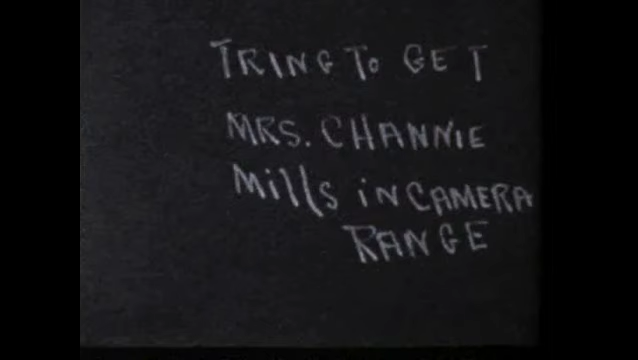 TRING TO GET
MRS. CHANNIE
Mills iN CAMERA
RANGE